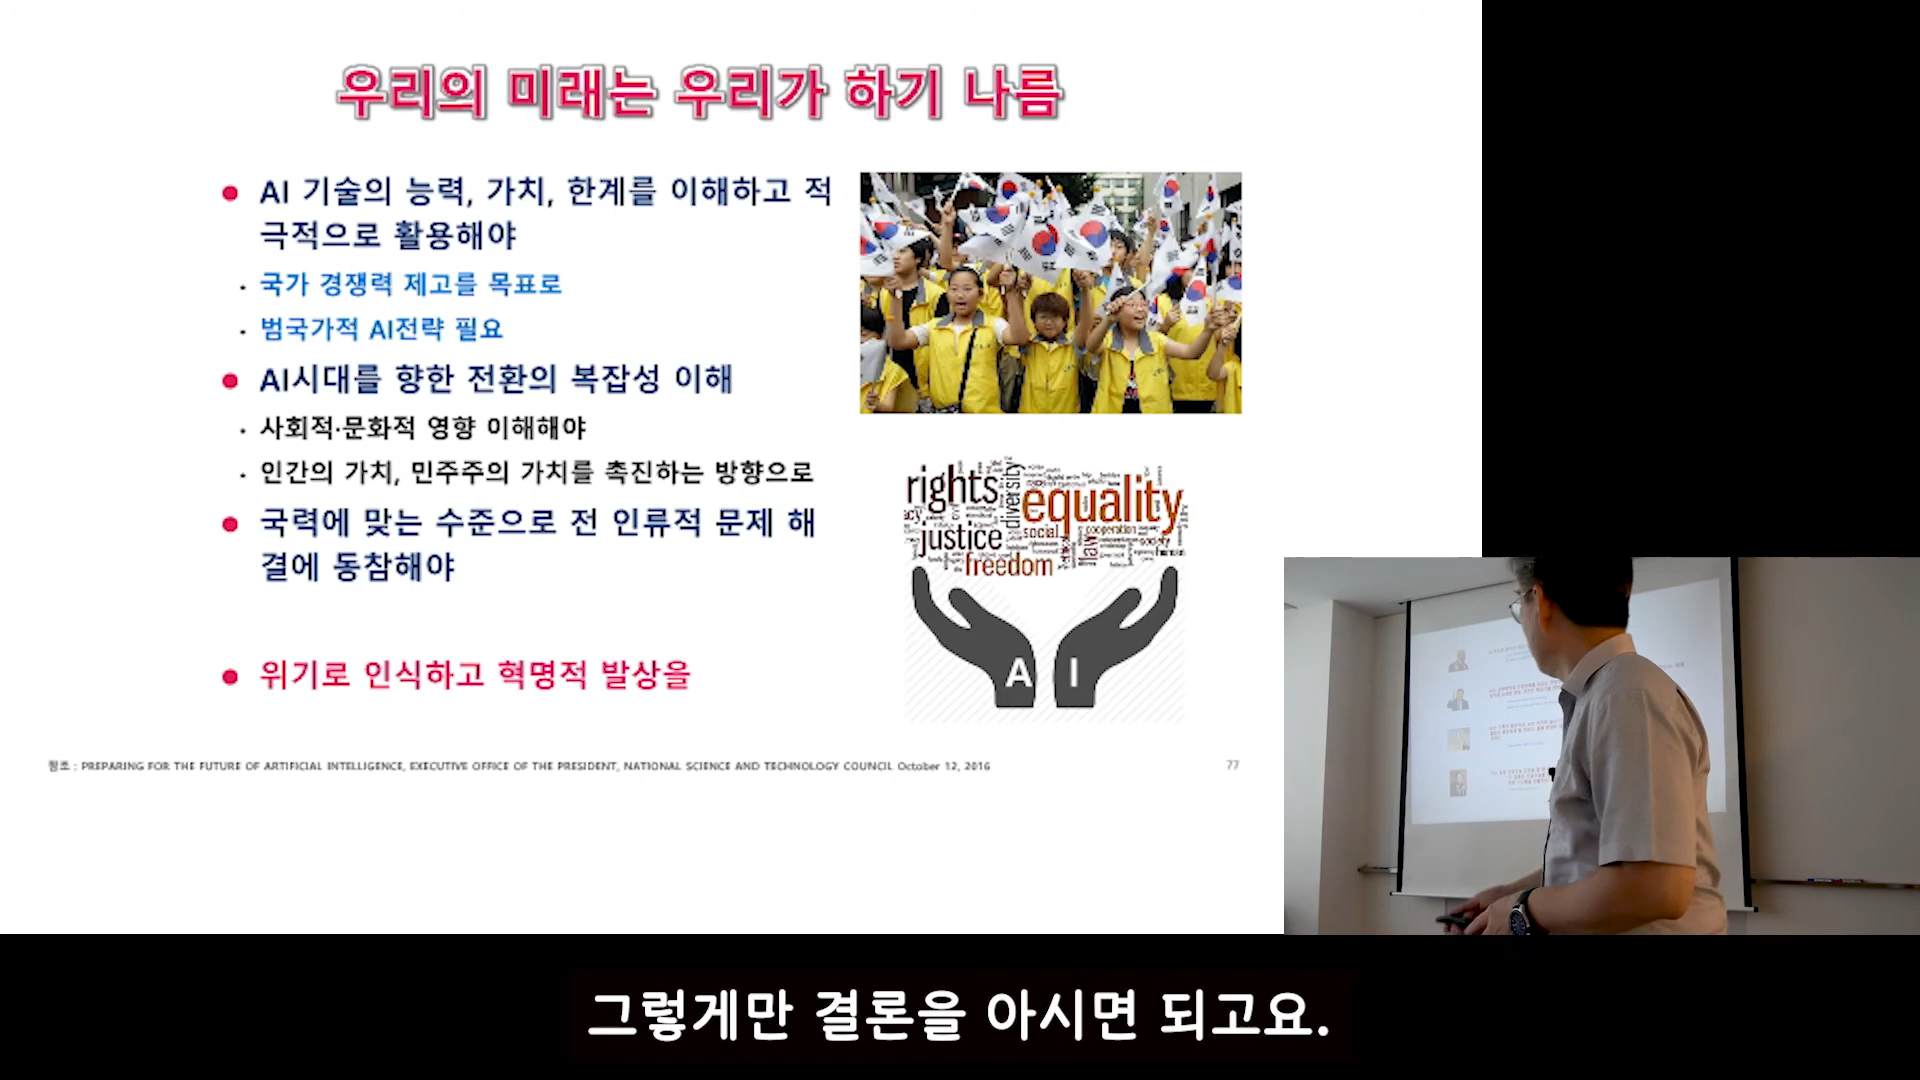 우리의 미래는 우리가 하기 나름
AI 기술의 능력, 가치, 한계를 이해하고 적
극적으로 활용해야
국가 경쟁력 제고를 목표로
범국가적 AI전략 필요
AI시대를 향한 전환의 복잡성 이해
사회적·문화적 영향 이해해야
인간의 가치, 민주주의 가치를 촉진하는 방향으로
국력에 맞는 수준으로 전 인류적 문제 해
결에 동참해야
위기로 인식하고 혁명적 발상을
rights
diversity
equality
justice
social
cooperation
society
law
human
freedom
A I
참조 : PREPARING FOR THE FUTURE OF ARTIFICIAL INTELLIGENCE, EXECUTIVE OFFICE OF THE PRESIDENT, NATIONAL SCIENCE AND TECHNOLOGY COUNCIL October 12, 2016
77
그렇게만 결론을 아시면 되고요.